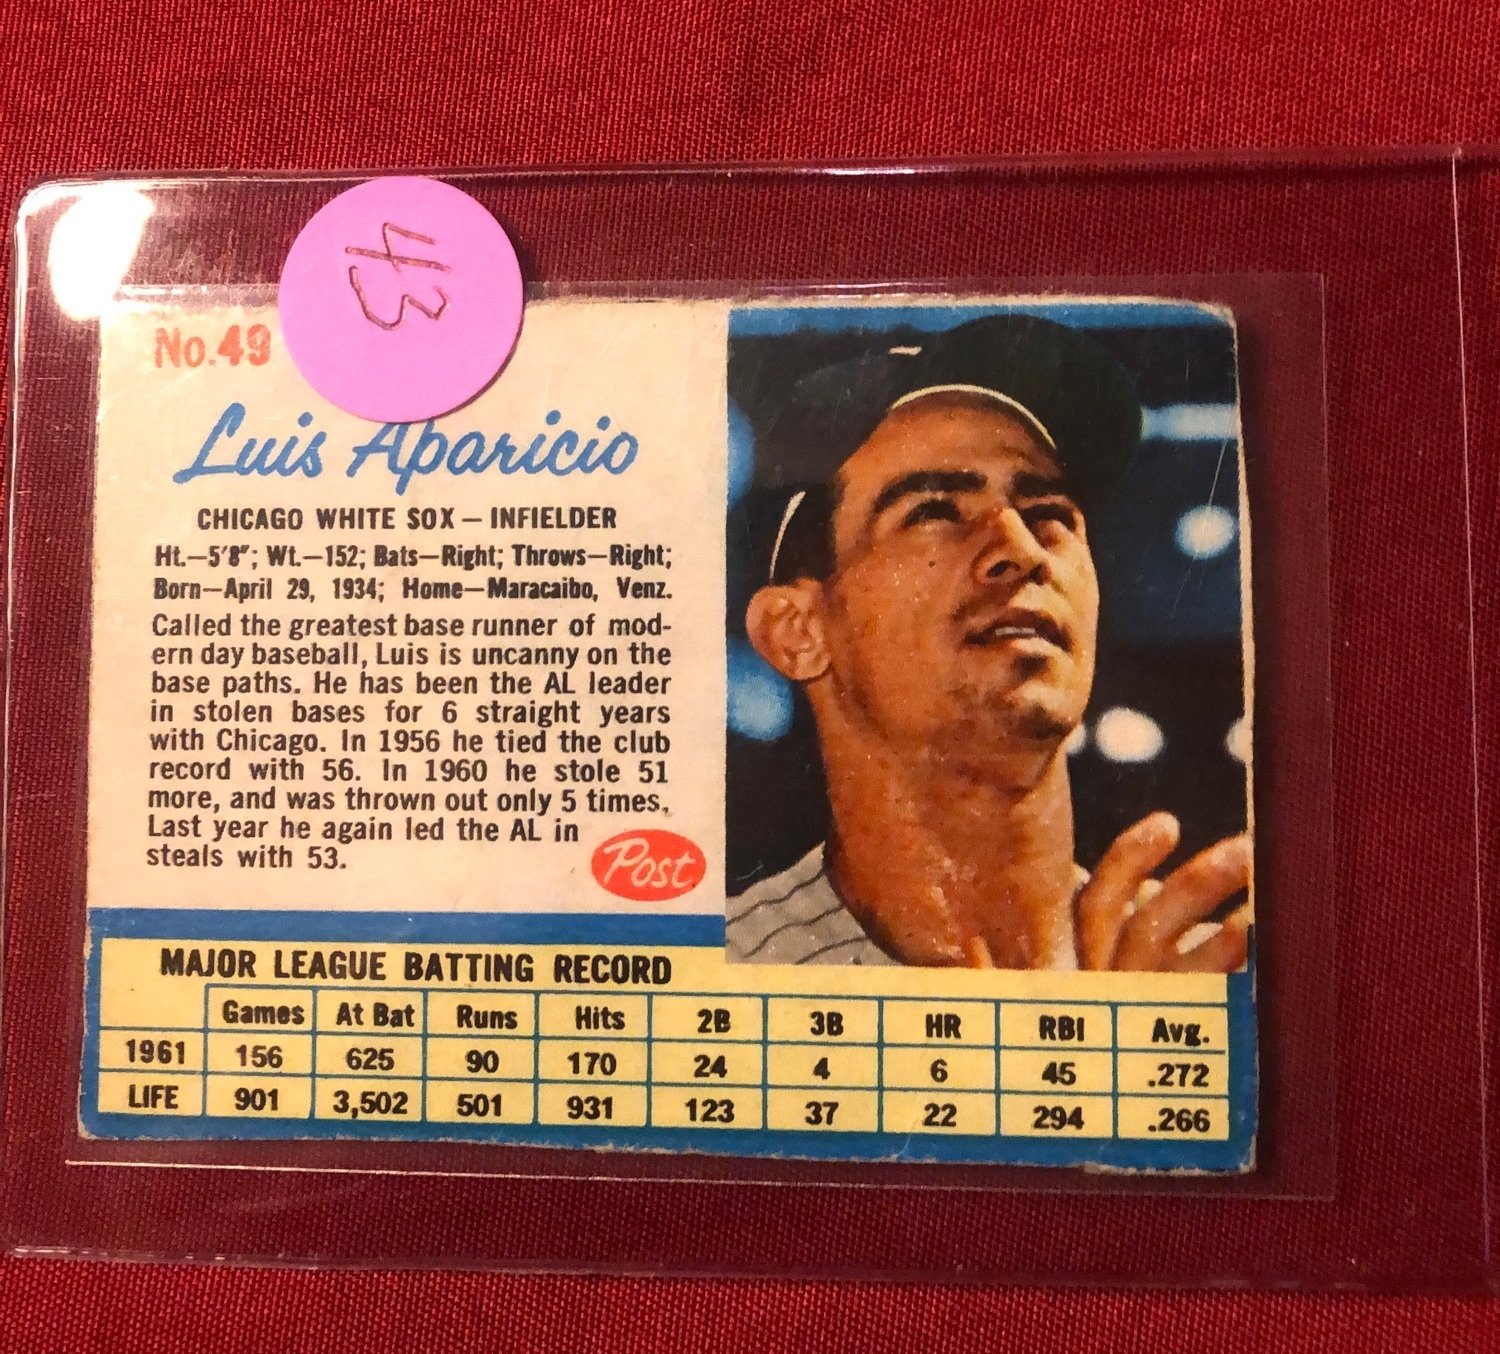 43
No.49
Luis Aparicio
CHICAGO WHITE SOX – INFIELDER
Ht.—5'8"; Wt.—152; Bats—Right; Throws—Right;
Born—April 29, 1934; Home—Maracaibo, Venz.
Called the greatest base runner of mod-
ern day baseball, Luis is uncanny on the
base paths. He has been the AL leader
in stolen bases for 6 straight years
with Chicago. In 1956 he tied the club
record with 56. In 1960 he stole 51
more, and was thrown out only 5 times.
Last year he again led the AL in
steals with 53.
Post
MAJOR LEAGUE BATTING RECORD
Games At Bat Runs Hits 2B 3B HR RBI Avg.
1961 156 625 90 170 24 4 6 45 .272
LIFE 901 3,502 501 931 123 37 22 294 .266